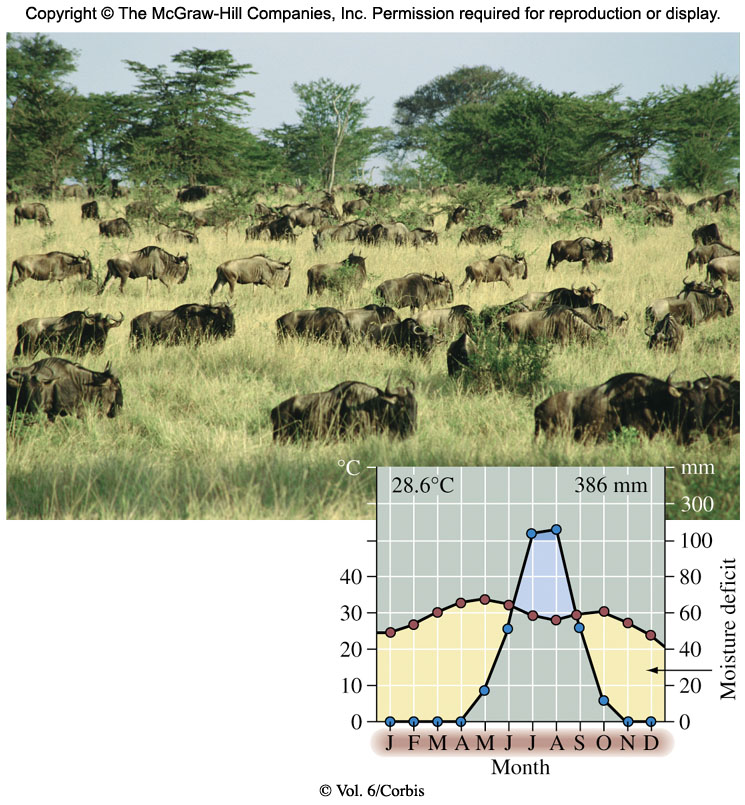 Copyright © The McGraw-Hill Companies, Inc. Permission required for reproduction or display.
°C
mm
28.6°C 386 mm
300
100
40 80
30 60
20 40
10 20
0 0
Moisture deficit
J F M A M J J A S O N D
Month
© Vol. 6/Corbis